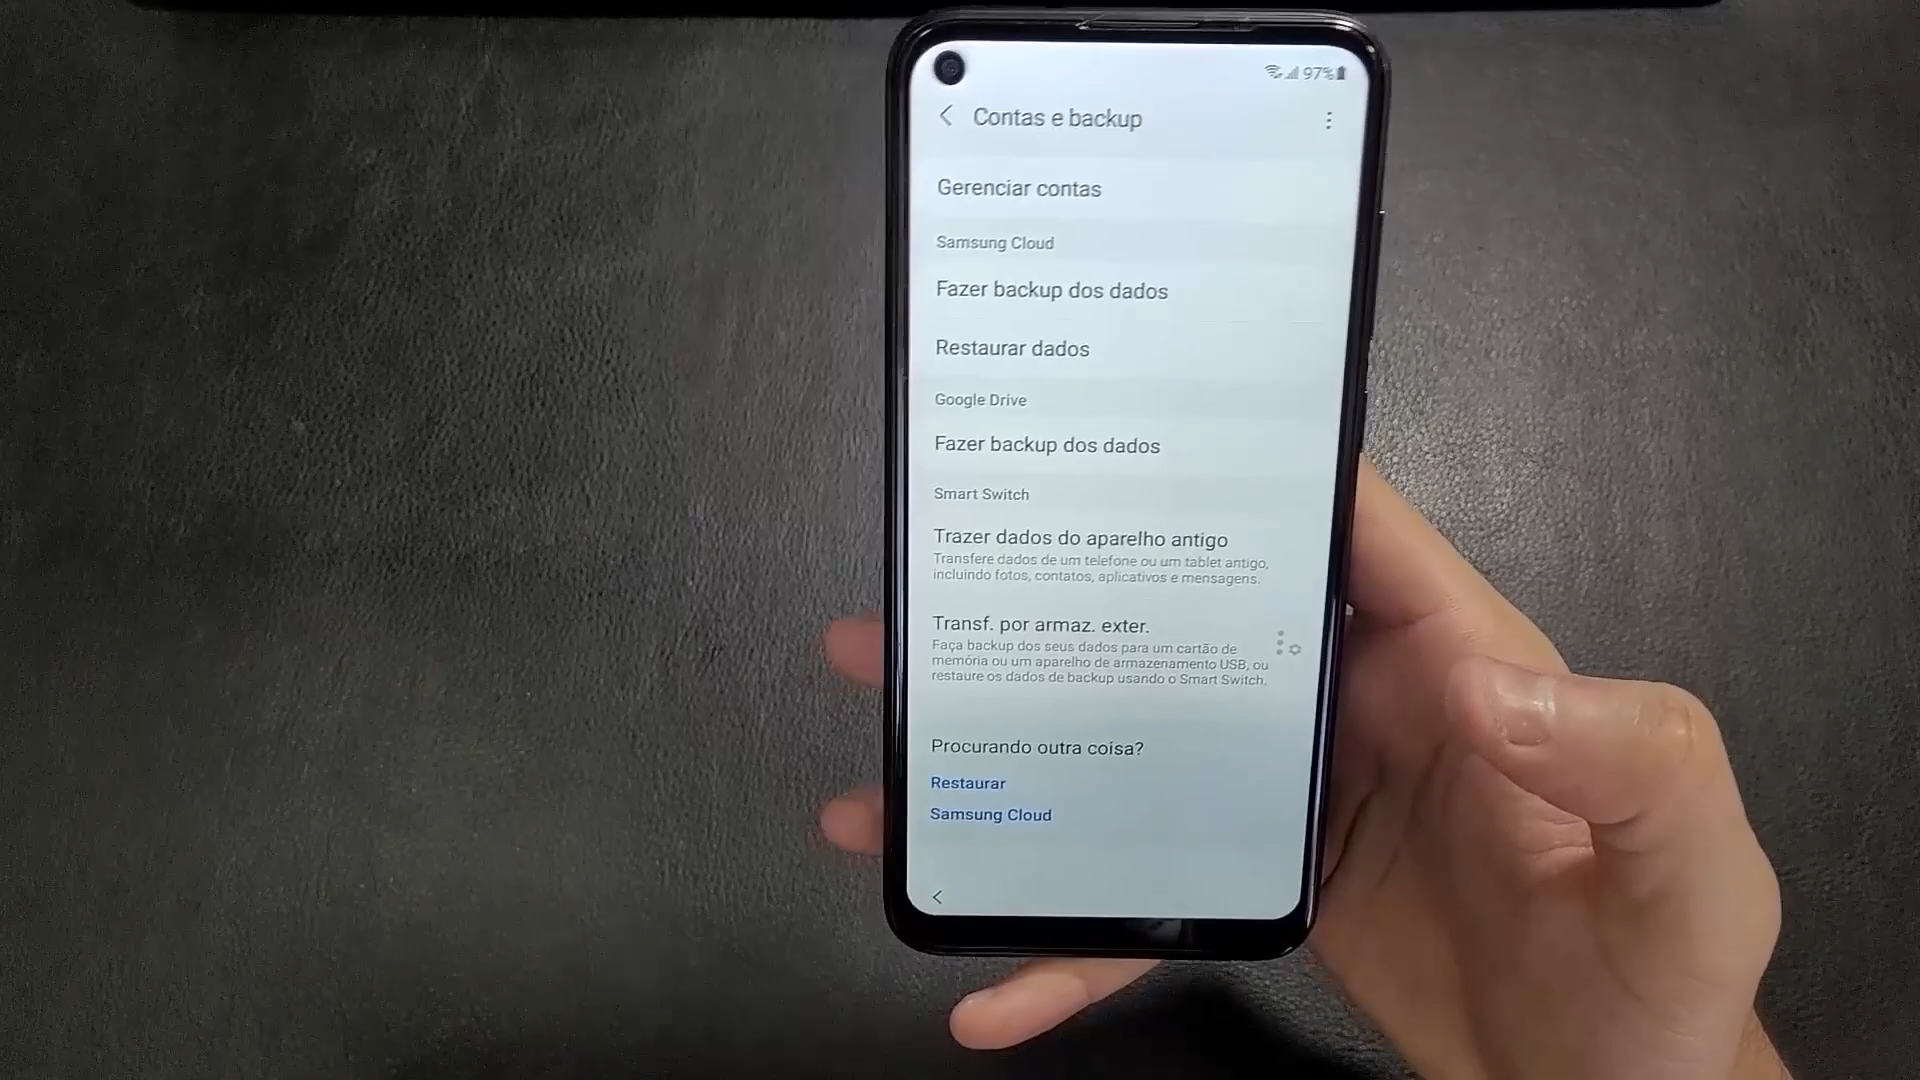 97%
Contas e backup
Gerenciar contas
Samsung Cloud
Fazer backup dos dados
Restaurar dados
Google Drive
Fazer backup dos dados
Smart Switch
Trazer dados do aparelho antigo
Transfere dados de um telefone ou um tablet antigo,
incluindo fotos, contatos, aplicativos e mensagens.
Transf. por armaz. exter.
Faça backup dos seus dados para um cartão de
memória ou um aparelho de armazenamento USB, ou
restaure os dados de backup usando o Smart Switch.
Procurando outra coisa?
Restaurar
Samsung Cloud